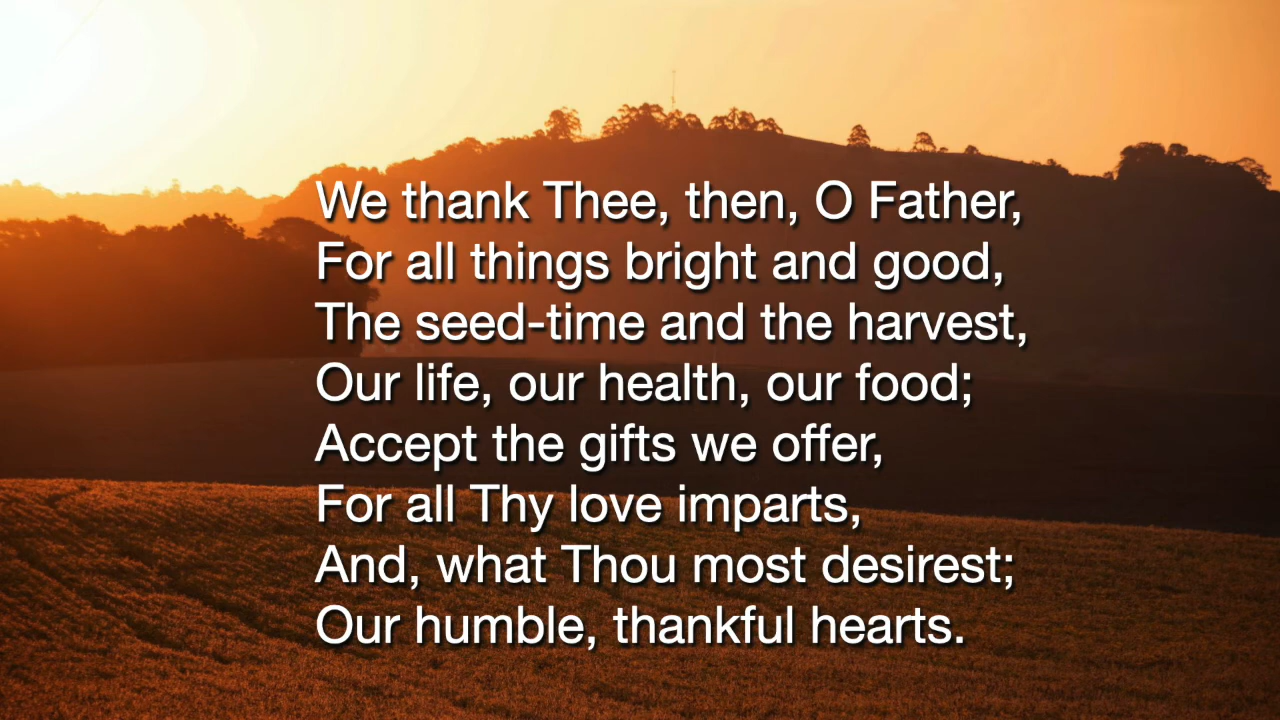 We thank Thee, then, O Father,
For all things bright and good,
The seed-time and the harvest,
Our life, our health, our food;
Accept the gifts we offer,
For all Thy love imparts,
And, what Thou most desirest;
Our humble, thankful hearts.